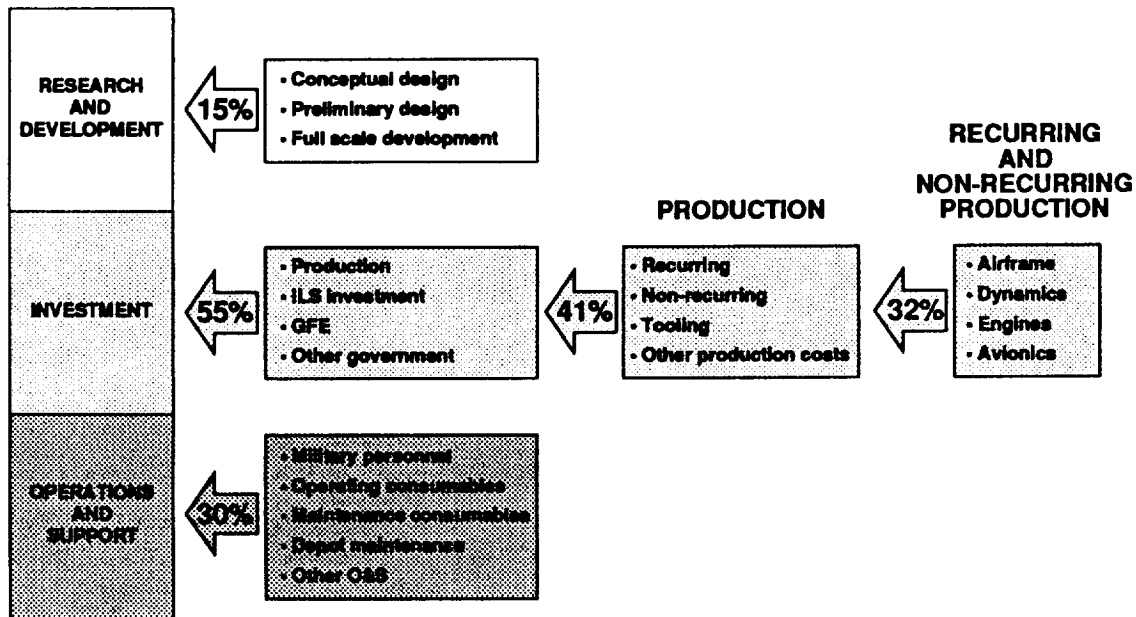 RESEARCH
AND
DEVELOPMENT
15%
• Conceptual design
• Preliminary design
• Full scale development
RECURRING
AND
NON-RECURRING
PRODUCTION
PRODUCTION
INVESTMENT
55%
• Production
• ILS investment
• GFE
• Other government
41%
• Recurring
• Non-recurring
• Tooling
• Other production costs
32%
• Airframe
• Dynamics
• Engines
• Avionics
OPERATIONS
AND
SUPPORT
30%
• Military personnel
• Operating consumables
• Maintenance consumables
• Depot maintenance
• Other O&S